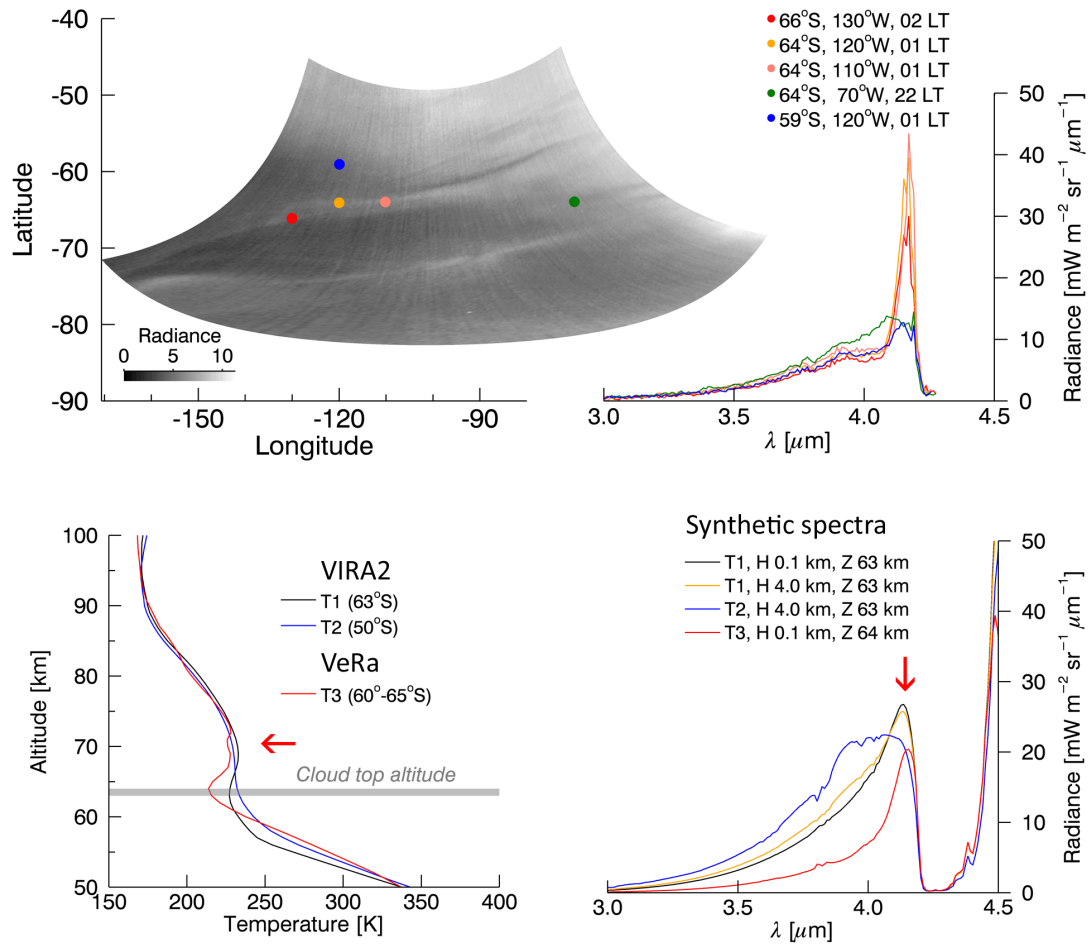 -40
-50
-60
-70
-80
-90
Latitude
-150
-120
-90
Longitude
Radiance
0 5 10
66°S, 130°W, 02 LT
64°S, 120°W, 01 LT
64°S, 110°W, 01 LT
64°S, 70°W, 22 LT
59°S, 120°W, 01 LT
50
40
30
20
10
0
Radiance [mW m⁻² sr⁻¹ μm⁻¹]
3.0 3.5 4.0 4.5
λ [μm]
100
90
80
70
60
50
Altitude [km]
VIRA2
T1 (63°S)
T2 (50°S)
VeRa
T3 (60°-65°S)
Cloud top altitude
150 200 250 300 350 400
Temperature [K]
Synthetic spectra
T1, H 0.1 km, Z 63 km
T1, H 4.0 km, Z 63 km
T2, H 4.0 km, Z 63 km
T3, H 0.1 km, Z 64 km
50
40
30
20
10
0
Radiance [mW m⁻² sr⁻¹ μm⁻¹]
3.0 3.5 4.0 4.5
λ [μm]